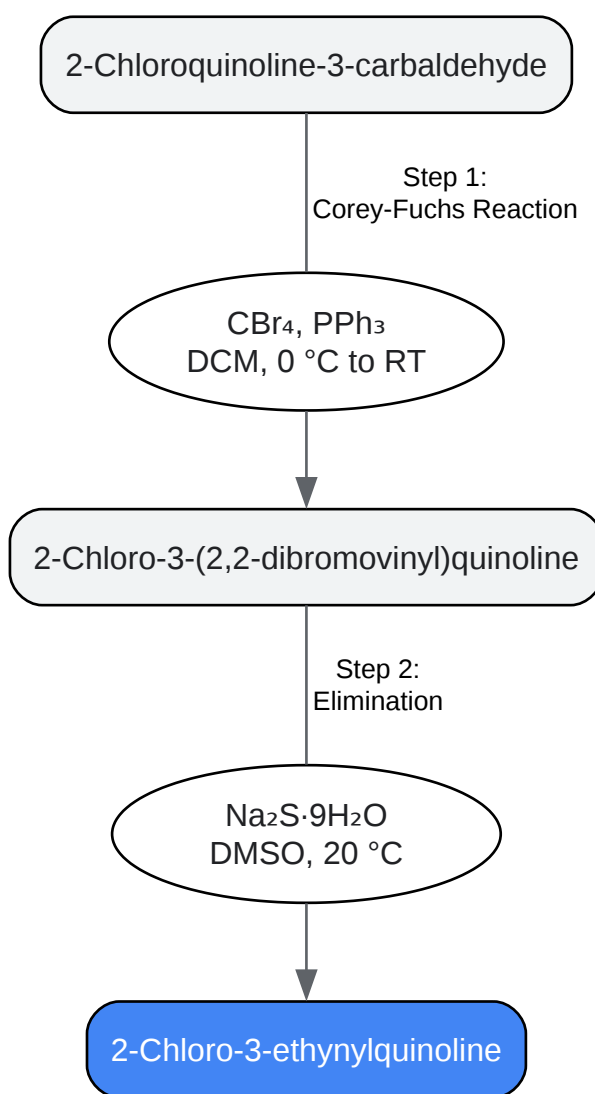 2-Chloroquinoline-3-carbaldehyde
Step 1:
Corey-Fuchs Reaction
CBr₄, PPh₃
DCM, 0 °C to RT
2-Chloro-3-(2,2-dibromovinyl)quinoline
Step 2:
Elimination
Na₂S·9H₂O
DMSO, 20 °C
2-Chloro-3-ethynylquinoline